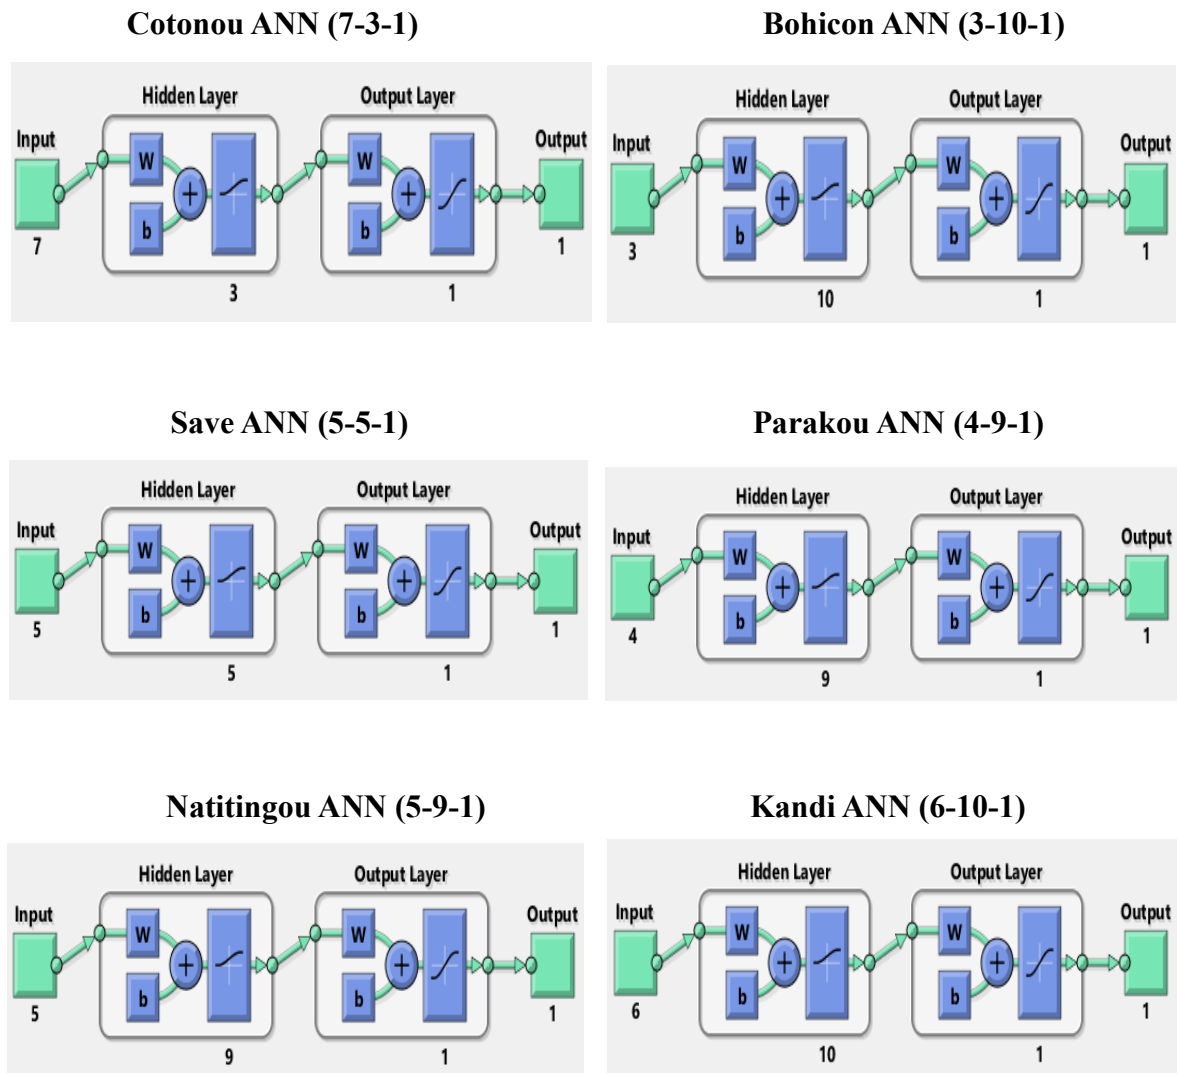 Cotonou ANN (7-3-1)
Hidden Layer
Output Layer
Input
W
b
+
W
b
+
Output
7
3
1
1
Bohicon ANN (3-10-1)
Hidden Layer
Output Layer
Input
W
b
+
W
b
+
Output
3
10
1
1
Save ANN (5-5-1)
Hidden Layer
Output Layer
Input
W
b
+
W
b
+
Output
5
5
1
1
Parakou ANN (4-9-1)
Hidden Layer
Output Layer
Input
W
b
+
W
b
+
Output
4
9
1
1
Natitingou ANN (5-9-1)
Hidden Layer
Output Layer
Input
W
b
+
W
b
+
Output
5
9
1
1
Kandi ANN (6-10-1)
Hidden Layer
Output Layer
Input
W
b
+
W
b
+
Output
6
10
1
1